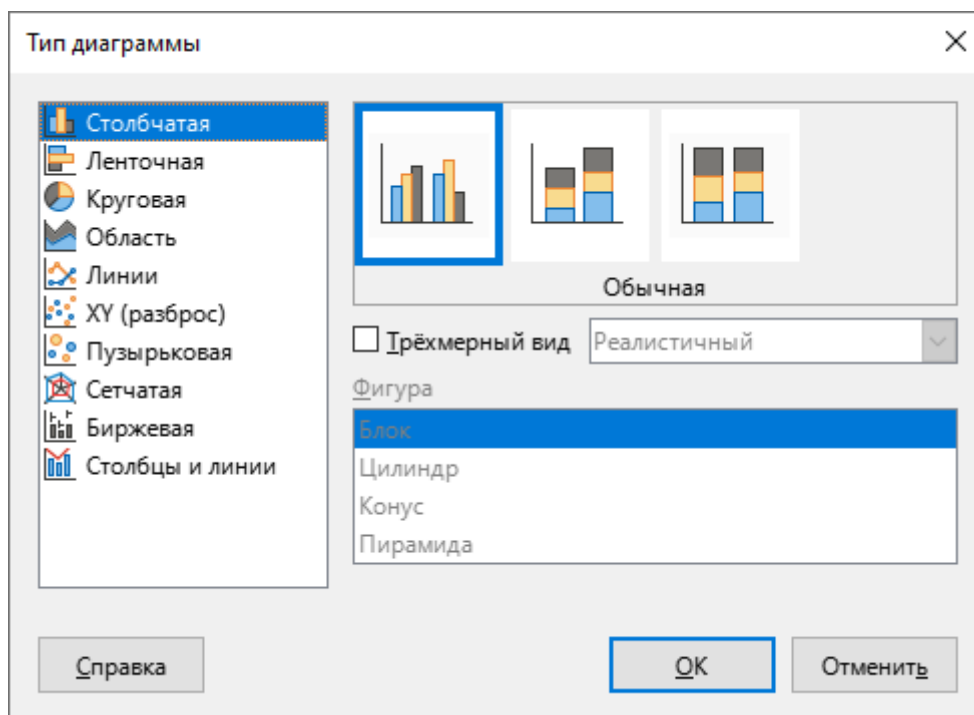 Тип диаграммы
Столбчатая
Ленточная
Круговая
Область
Линии
XY (разброс)
Пузырьковая
Сетчатая
Биржевая
Столбцы и линии
Обычная
Трёхмерный вид
Реалистичный
Фигура
Блок
Цилиндр
Конус
Пирамида
Справка
ОК
Отменить